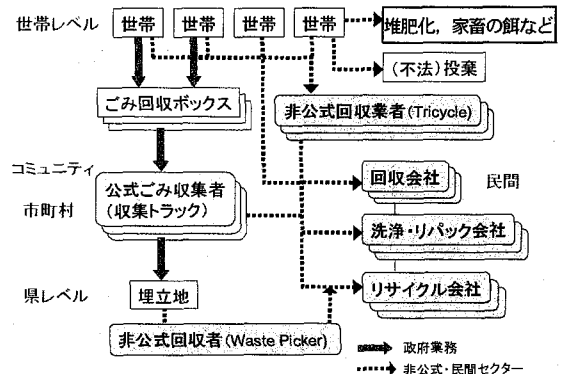 世帯レベル
世帯 世帯 世帯 世帯
堆肥化，家畜の餌など
(不法) 投棄
ごみ回収ボックス
非公式回収業者 (Tricycle)
コミュニティ
市町村
公式ごみ収集者
(収集トラック)
回収会社
民間
洗浄・リパック会社
県レベル
埋立地
リサイクル会社
非公式回収者 (Waste Picker)
政府業務
非公式・民間セクター